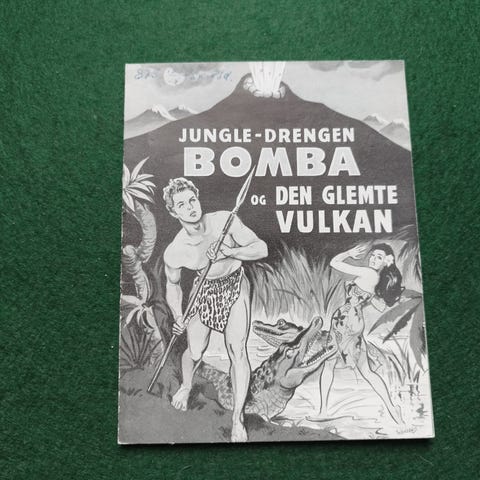 JUNGLE-DRENGEN
BOMBA
OG DEN GLEMTE
VULKAN